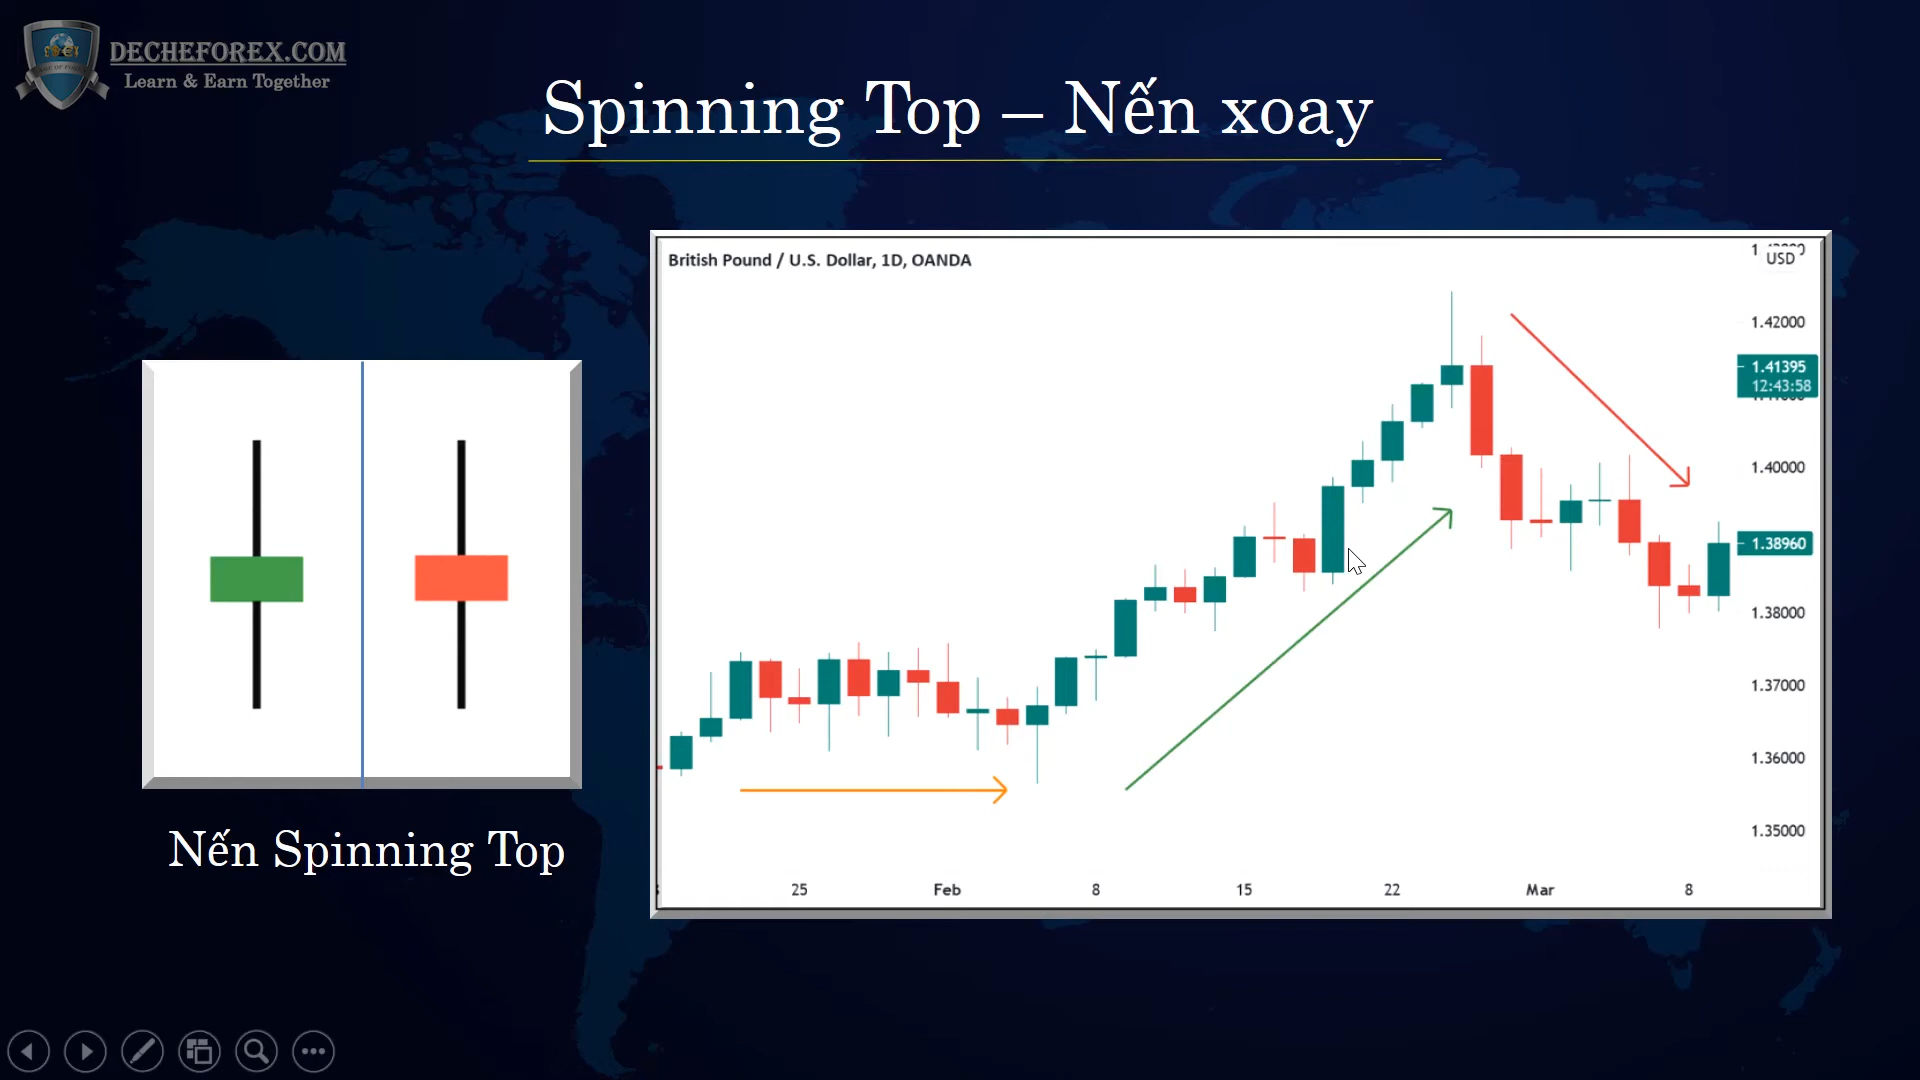 DECHEFOREX.COM
Learn & Earn Together
Spinning Top – Nến xoay
British Pound / U.S. Dollar, 1D, OANDA
USD
1.42000
1.41395
12:43:58
1.40000
1.38960
1.38000
1.37000
1.36000
1.35000
25 Feb 8 15 22 Mar 8
Nến Spinning Top